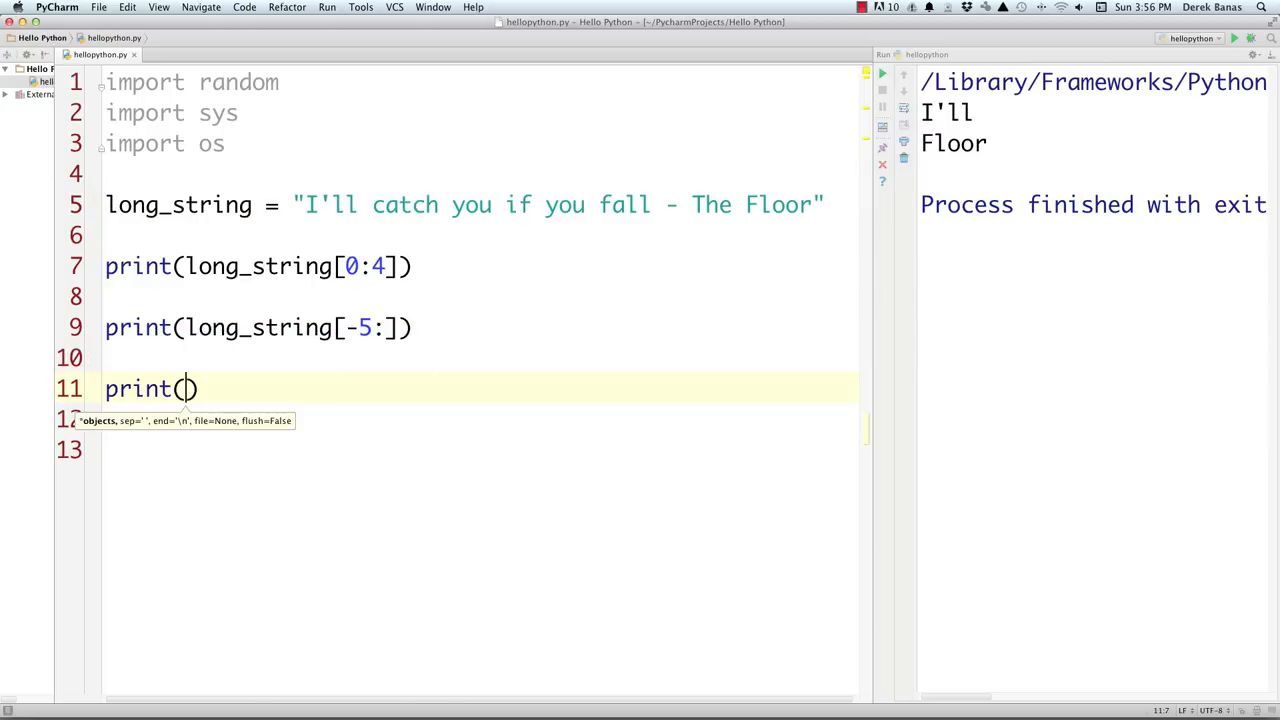 PyCharm File Edit View Navigate Code Refactor Run Tools VCS Window Help 10 Sun 3:56 PM Derek Banas
hellopython.py - Hello Python - [~/PycharmProjects/Hello Python]
Hello Python hellopython.py hellopython
hellopython.py Run hellopython
Hello P
hell
Externa
1 import random
2 import sys
3 import os
4
5 long_string = "I'll catch you if you fall - The Floor"
6
7 print(long_string[0:4])
8
9 print(long_string[-5:])
10
11 print()
12
*objects, sep=' ', end='\n', file=None, flush=False
13
/Library/Frameworks/Python
I'll
Floor
Process finished with exit
11:7 LF UTF-8